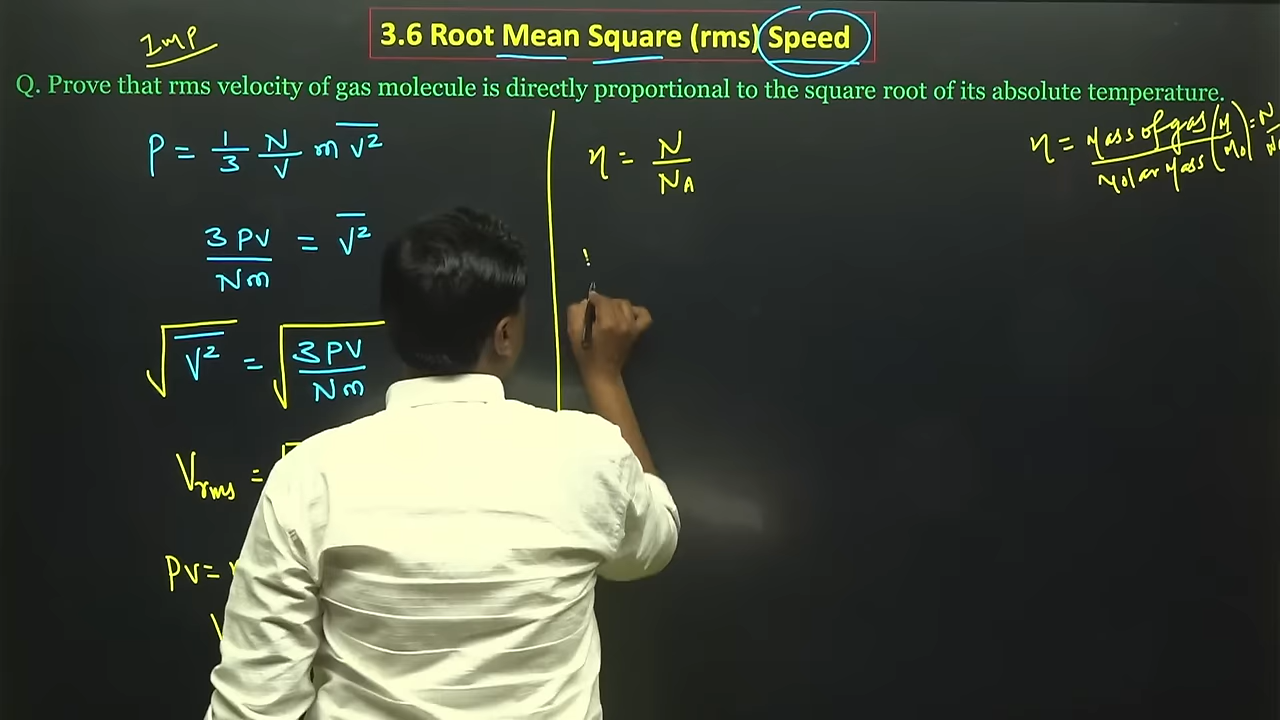 3.6 Root Mean Square (rms) Speed
IMP
Q. Prove that rms velocity of gas molecule is directly proportional to the square root of its absolute temperature.
P = 1/3 N/V m v̅²
3PV/Nm = v̅²
√v̅² = √(3PV/Nm)
Vrms =
PV =
η = N/NA
η = Mass of gas (M)/Molar Mass (M0) = N/